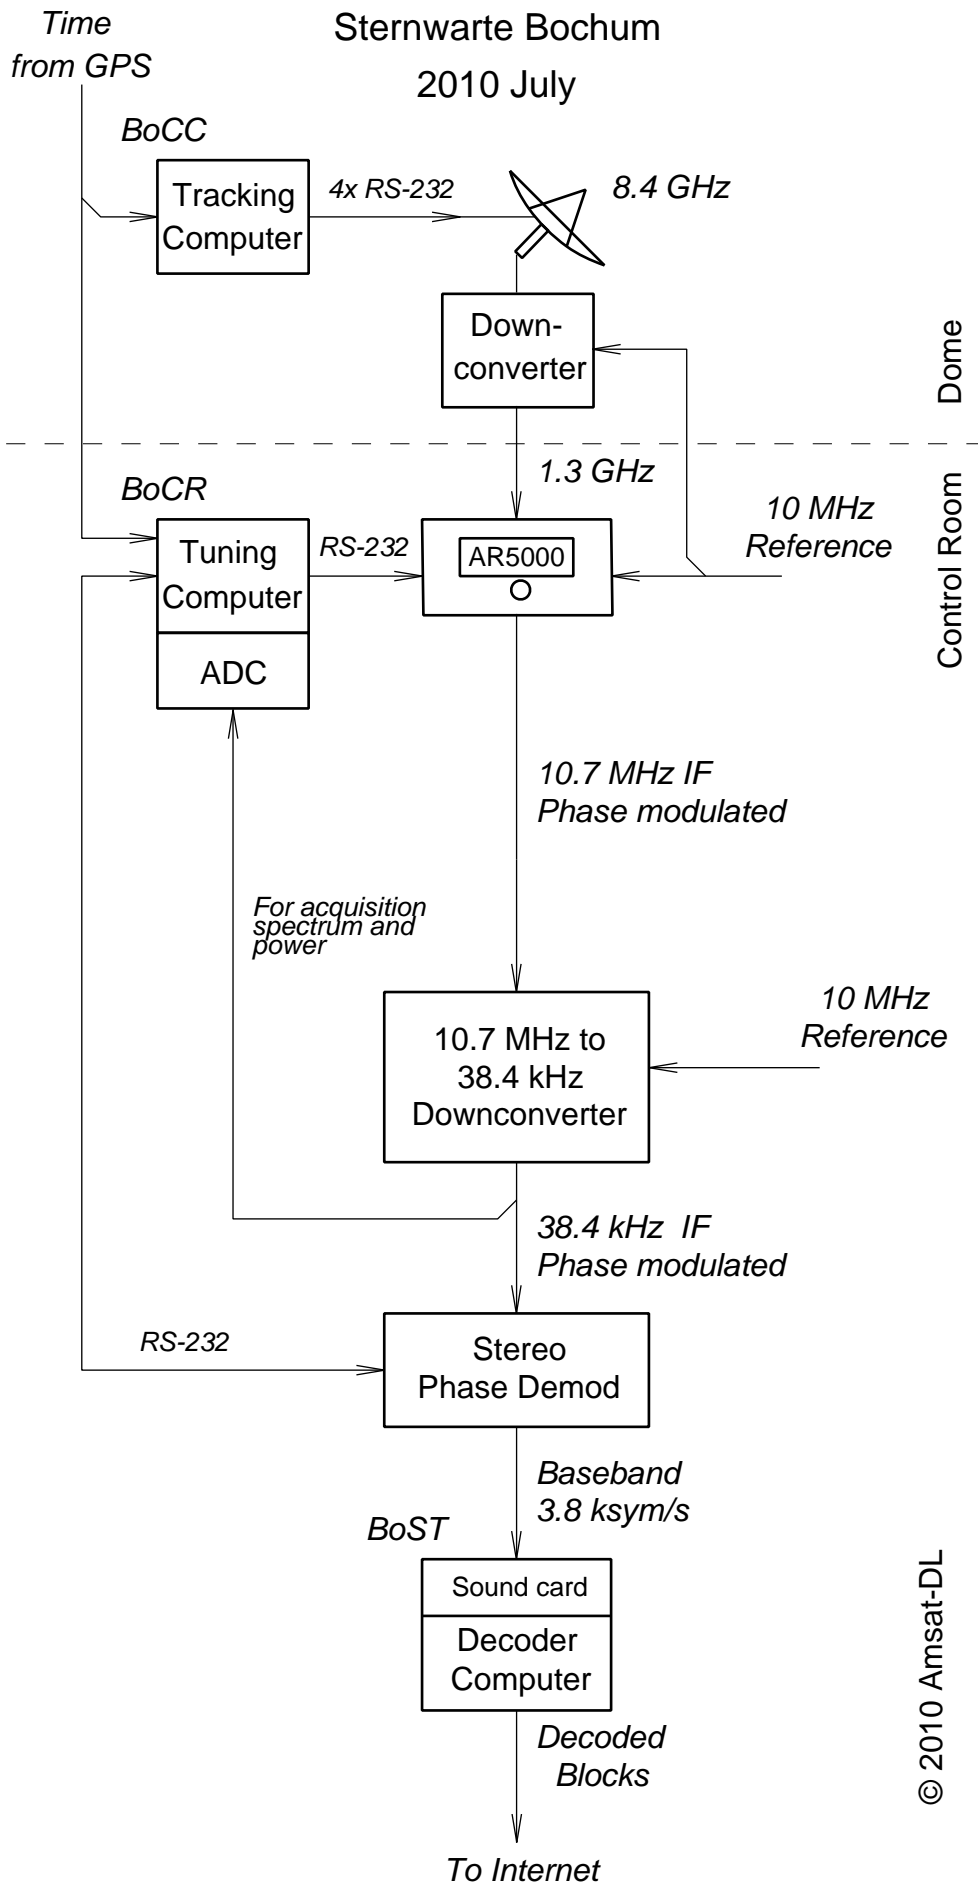 Time
from GPS
Sternwarte Bochum
2010 July
BoCC
Tracking
Computer
4x RS-232
8.4 GHz
Down-
converter
Dome
1.3 GHz
Control Room
BoCR
Tuning
Computer
ADC
RS-232
AR5000
10 MHz
Reference
10.7 MHz IF
Phase modulated
For acquisition
spectrum and
power
10.7 MHz to
38.4 kHz
Downconverter
10 MHz
Reference
38.4 kHz IF
Phase modulated
RS-232
Stereo
Phase Demod
Baseband
3.8 ksym/s
BoST
Sound card
Decoder
Computer
Decoded
Blocks
To Internet
© 2010 Amsat-DL